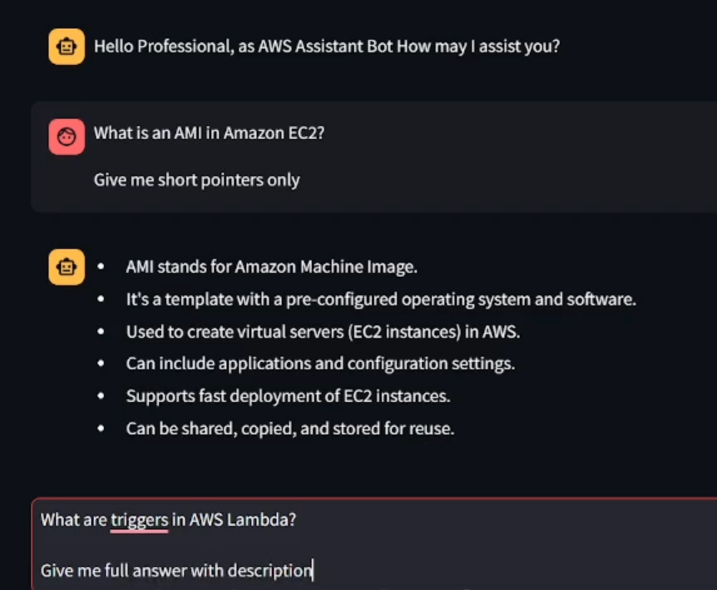 Hello Professional, as AWS Assistant Bot How may I assist you?
What is an AMI in Amazon EC2?
Give me short pointers only
• AMI stands for Amazon Machine Image.
• It's a template with a pre-configured operating system and software.
• Used to create virtual servers (EC2 instances) in AWS.
• Can include applications and configuration settings.
• Supports fast deployment of EC2 instances.
• Can be shared, copied, and stored for reuse.
What are triggers in AWS Lambda?
Give me full answer with description